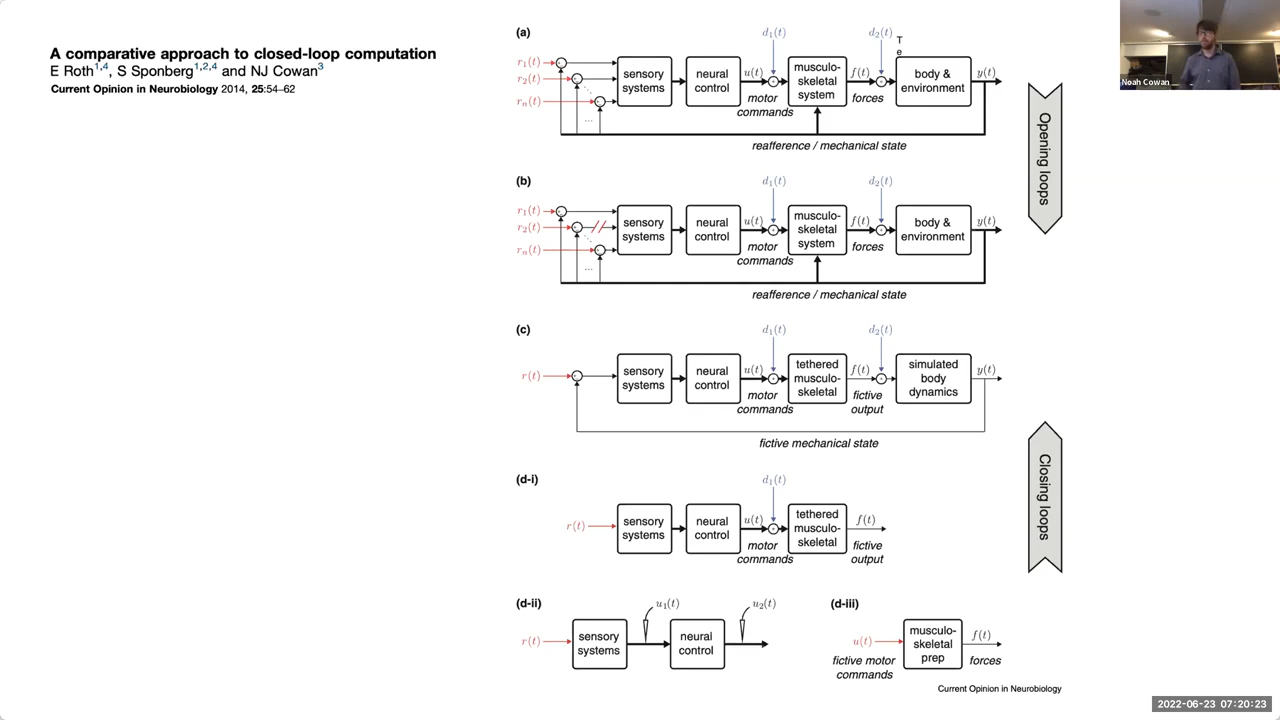 A comparative approach to closed-loop computation
E Roth1,4, S Sponberg1,2,4 and NJ Cowan3
Current Opinion in Neurobiology 2014, 25:54–62
Noah Cowan
(a)
d1(t)
d2(t)
T
e
r1(t)
r2(t)
rn(t)
...
sensory
systems
neural
control
u(t)
motor
commands
musculo-
skeletal
system
f(t)
forces
body &
environment
y(t)
reafference / mechanical state
(b)
d1(t)
d2(t)
r1(t)
r2(t)
rn(t)
...
sensory
systems
neural
control
u(t)
motor
commands
musculo-
skeletal
system
f(t)
forces
body &
environment
y(t)
reafference / mechanical state
Opening loops
(c)
d1(t)
d2(t)
r(t)
sensory
systems
neural
control
u(t)
motor
commands
tethered
musculo-
skeletal
f(t)
fictive
output
simulated
body
dynamics
y(t)
fictive mechanical state
(d-i)
d1(t)
r(t)
sensory
systems
neural
control
u(t)
motor
commands
tethered
musculo-
skeletal
f(t)
fictive
output
Closing loops
(d-ii)
u1(t)
u2(t)
r(t)
sensory
systems
neural
control
(d-iii)
u(t)
fictive motor
commands
musculo-
skeletal
prep
f(t)
forces
Current Opinion in Neurobiology
2022-06-23 07:20:23